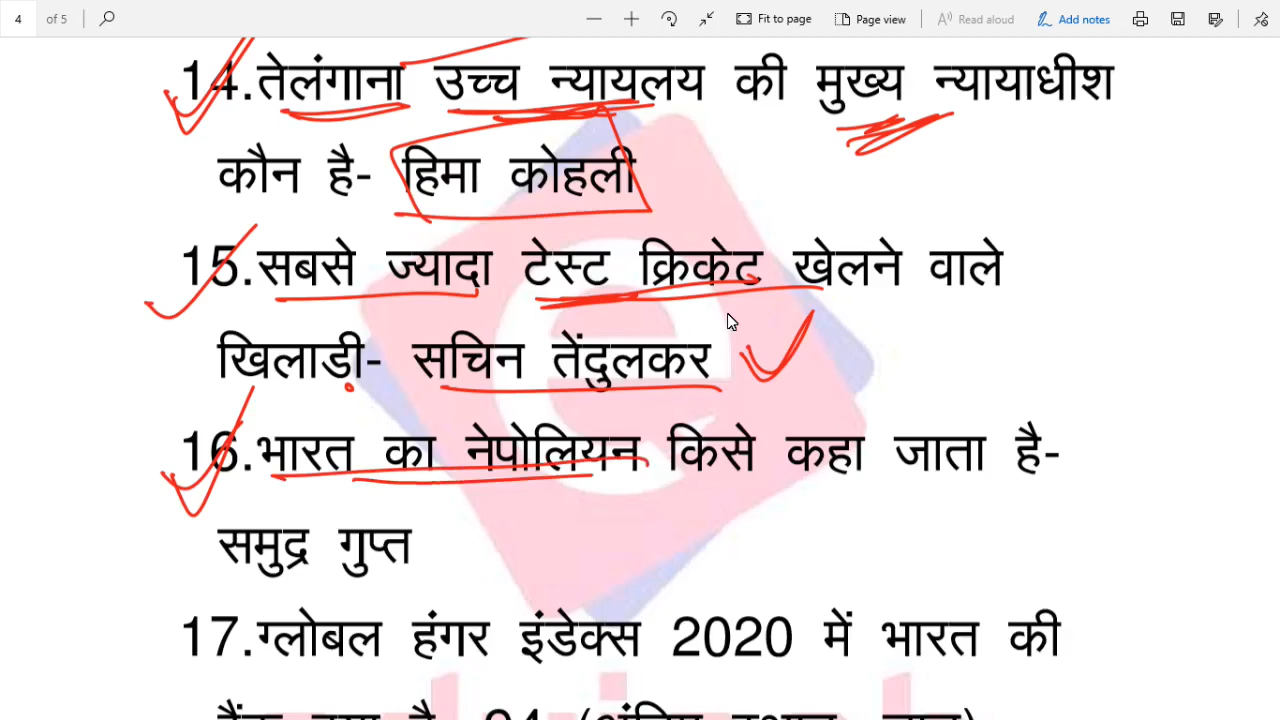 4 of 5 Fit to page Page view Read aloud Add notes
14.तेलंगाना उच्च न्यायलय की मुख्य न्यायाधीश
कौन है- हिमा कोहली
15.सबसे ज्यादा टेस्ट क्रिकेट खेलने वाले
खिलाडी- सचिन तेंदुलकर
16.भारत का नेपोलियन किसे कहा जाता है-
समुद्र गुप्त
17.ग्लोबल हंगर इंडेक्स 2020 में भारत की